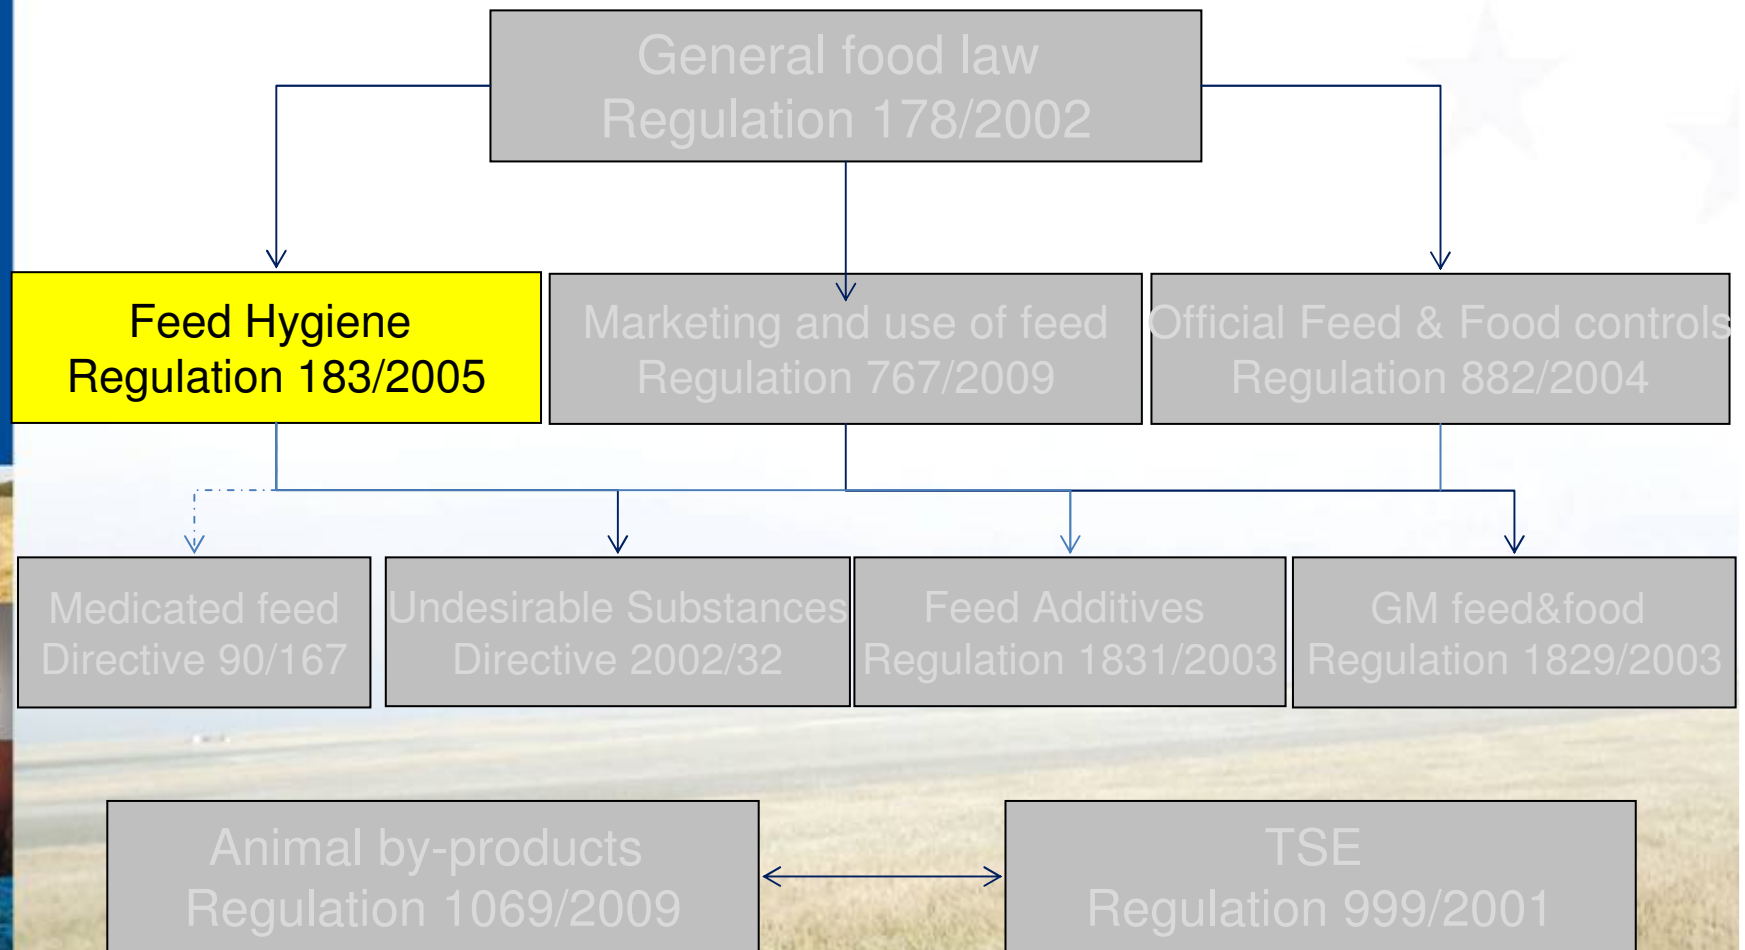 General food law
Regulation 178/2002
Feed Hygiene
Regulation 183/2005
Marketing and use of feed
Regulation 767/2009
Official Feed & Food controls
Regulation 882/2004
Medicated feed
Directive 90/167
Undesirable Substances
Directive 2002/32
Feed Additives
Regulation 1831/2003
GM feed&food
Regulation 1829/2003
Animal by-products
Regulation 1069/2009
TSE
Regulation 999/2001